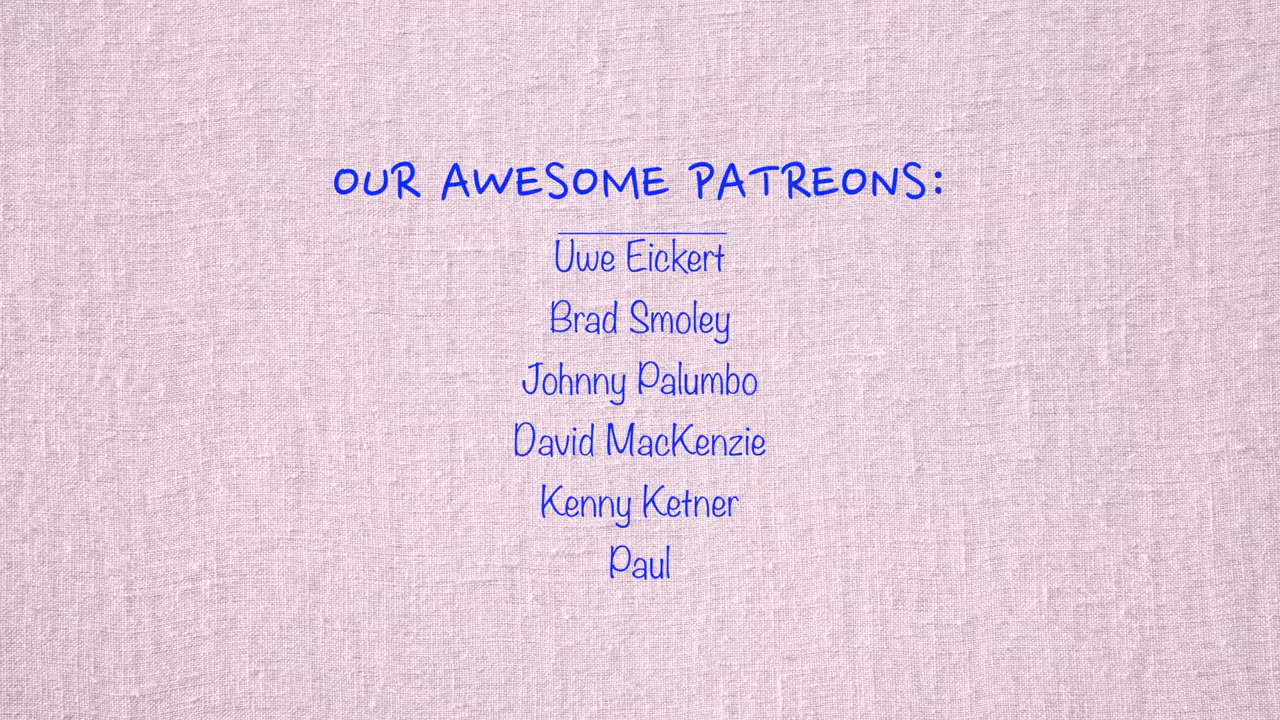 OUR AWESOME PATREONS:
Uwe Eickert
Brad Smoley
Johnny Palumbo
David MacKenzie
Kenny Ketner
Paul